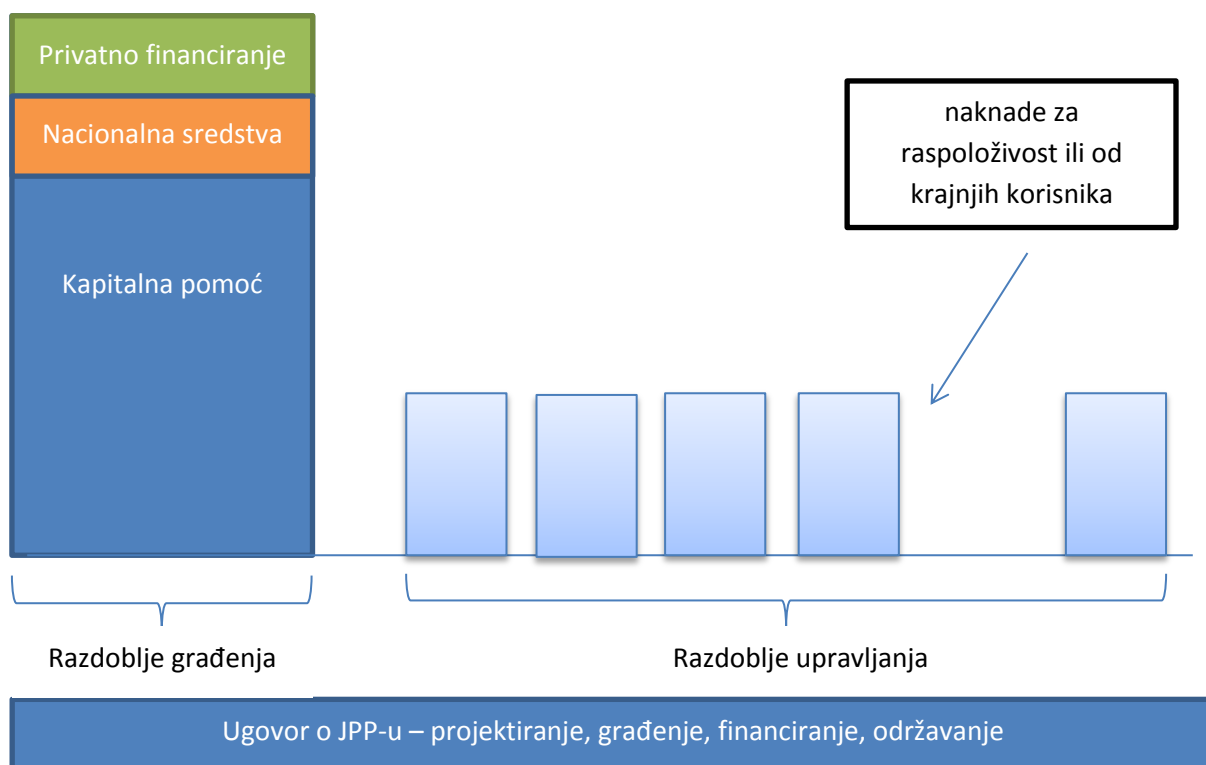 Privatno financiranje
Nacionalna sredstva
Kapitalna pomoć
naknade za
raspoloživost ili od
krajnjih korisnika
Razdoblje građenja
Razdoblje upravljanja
Ugovor o JPP-u – projektiranje, građenje, financiranje, održavanje